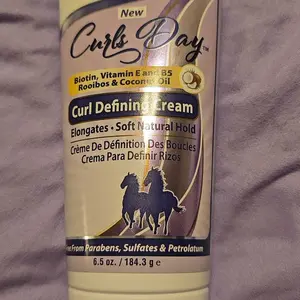 New
Curls Day™
Biotin, Vitamin E and B5
Rooibos & Coconut Oil
Curl Defining Cream
Elongates • Soft Natural Hold
Crème De Définition Des Boucles
Crema Para Definir Rizos
From Parabens, Sulfates & Petrolatum
6.5 oz. / 184.3 g e